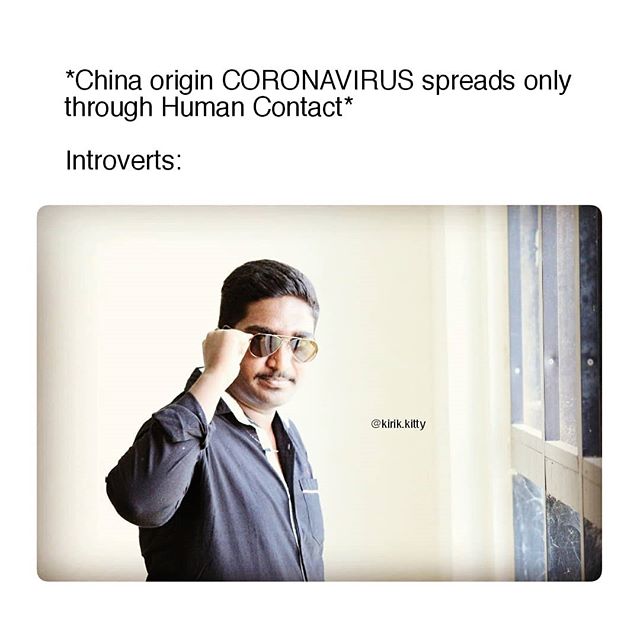 *China origin CORONAVIRUS spreads only
through Human Contact*
Introverts:
@kirik.kitty